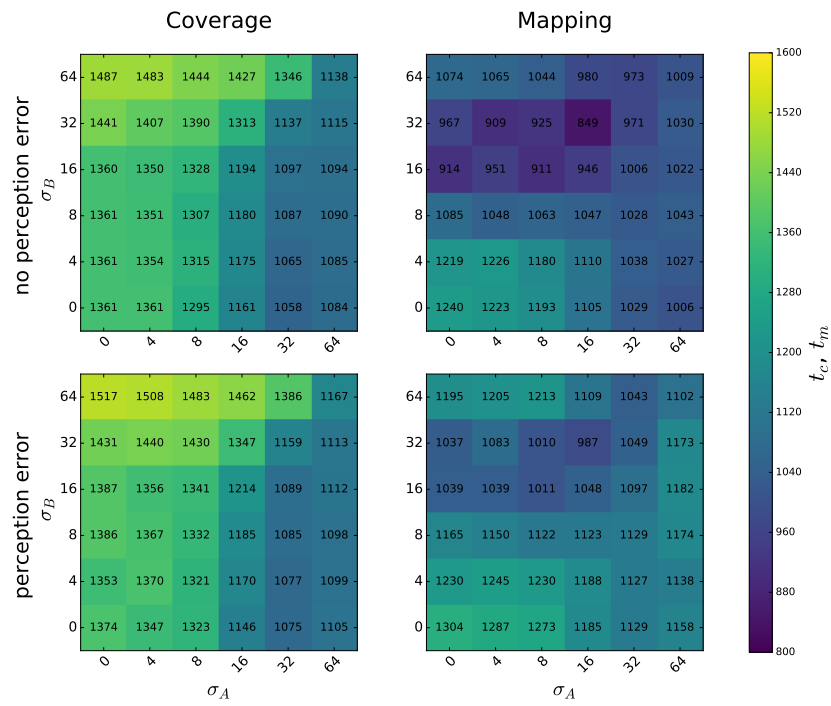 Coverage Mapping
no perception error
σ_B
64 1487 1483 1444 1427 1346 1138
32 1441 1407 1390 1313 1137 1115
16 1360 1350 1328 1194 1097 1094
8 1361 1351 1307 1180 1087 1090
4 1361 1354 1315 1175 1065 1085
0 1361 1361 1295 1161 1058 1084
0 4 8 16 32 64
64 1074 1065 1044 980 973 1009
32 967 909 925 849 971 1030
16 914 951 911 946 1006 1022
8 1085 1048 1063 1047 1028 1043
4 1219 1226 1180 1110 1038 1027
0 1240 1223 1193 1105 1029 1006
0 4 8 16 32 64
perception error
σ_B
64 1517 1508 1483 1462 1386 1167
32 1431 1440 1430 1347 1159 1113
16 1387 1356 1341 1214 1089 1112
8 1386 1367 1332 1185 1085 1098
4 1353 1370 1321 1170 1077 1099
0 1374 1347 1323 1146 1075 1105
0 4 8 16 32 64
σ_A
64 1195 1205 1213 1109 1043 1102
32 1037 1083 1010 987 1049 1173
16 1039 1039 1011 1048 1097 1182
8 1165 1150 1122 1123 1129 1174
4 1230 1245 1230 1188 1127 1138
0 1304 1287 1273 1185 1129 1158
0 4 8 16 32 64
σ_A
1600
1520
1440
1360
1280
1200
1120
1040
960
880
800
t_c, t_m